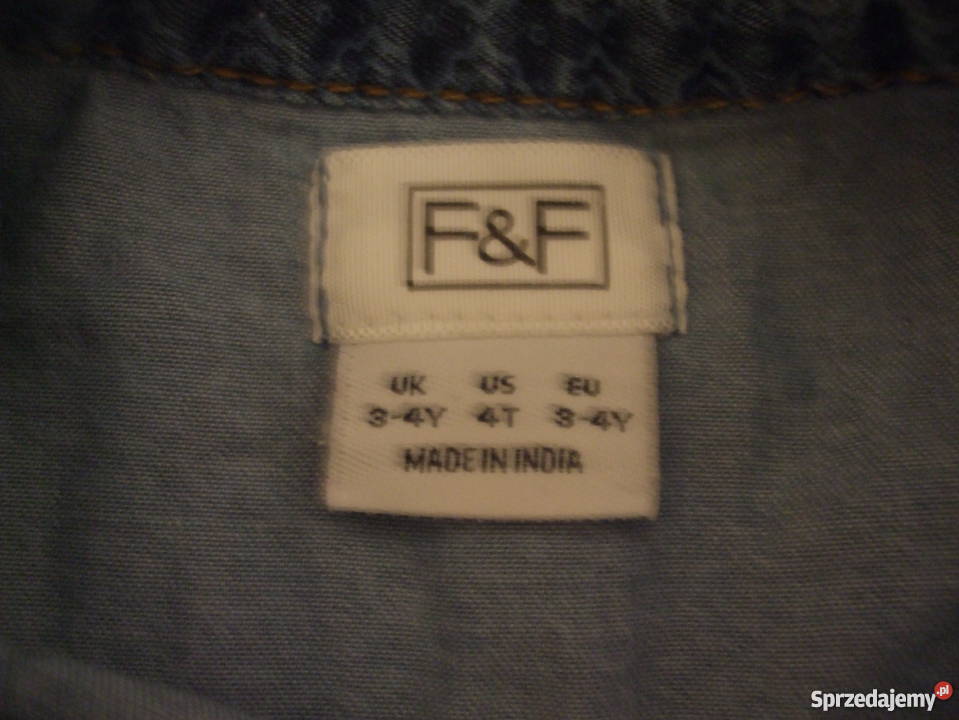 F&F
UK US EU
3-4Y 4T 3-4Y
MADE IN INDIA
Sprzedajemy.pl